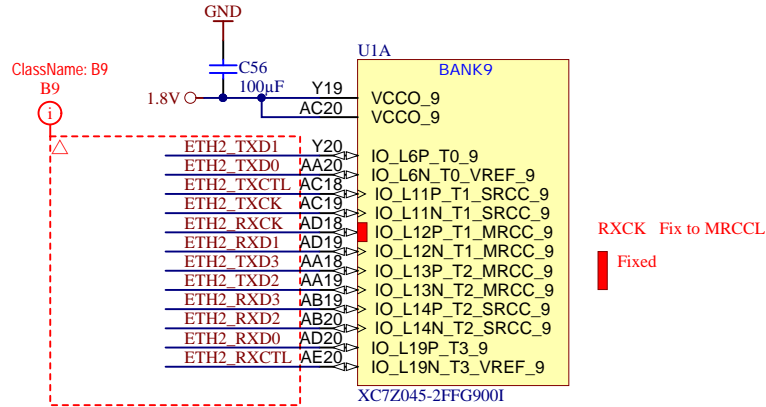 GND
U1A
BANK9
ClassName: B9
B9
i
C56
100µF
1.8V
Y19 VCCO_9
AC20 VCCO_9
ETH2_TXD1 Y20 IO_L6P_T0_9
ETH2_TXD0 AA20 IO_L6N_T0_VREF_9
ETH2_TXCTL AC18 IO_L11P_T1_SRCC_9
ETH2_TXCK AC19 IO_L11N_T1_SRCC_9
ETH2_RXCK AD18 IO_L12P_T1_MRCC_9
ETH2_RXD1 AD19 IO_L12N_T1_MRCC_9
ETH2_TXD3 AA18 IO_L13P_T2_MRCC_9
ETH2_TXD2 AA19 IO_L13N_T2_MRCC_9
ETH2_RXD3 AB19 IO_L14P_T2_SRCC_9
ETH2_RXD2 AB20 IO_L14N_T2_SRCC_9
ETH2_RXD0 AD20 IO_L19P_T3_9
ETH2_RXCTL AE20 IO_L19N_T3_VREF_9
RXCK Fix to MRCCL
Fixed
XC7Z045-2FFG900I